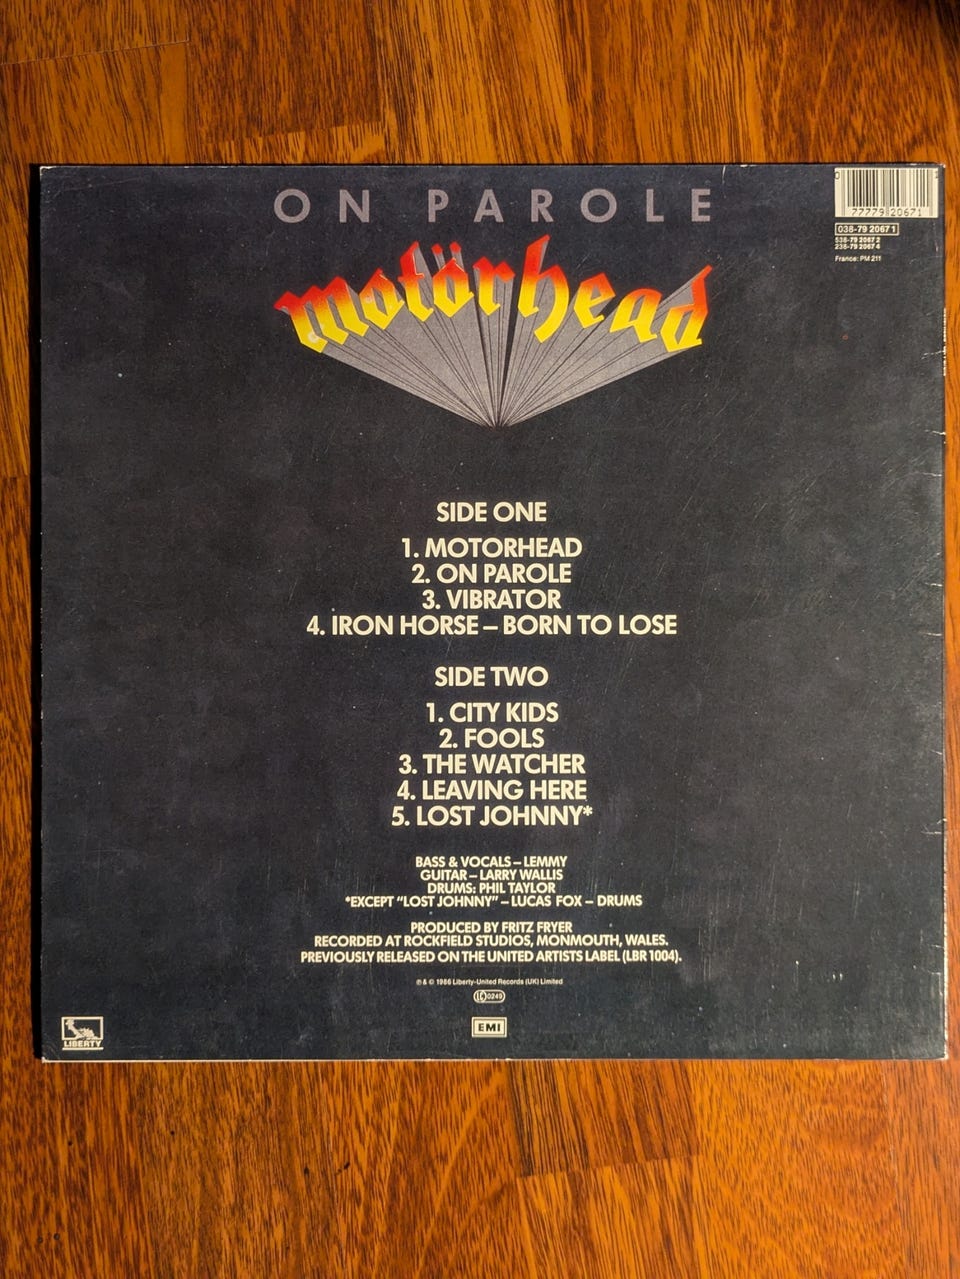 ON PAROLE
motörhead
77779 20671
038-79 2067 1
538-79 2067 2
238-79 2067 4
France: PM 211
SIDE ONE
1. MOTORHEAD
2. ON PAROLE
3. VIBRATOR
4. IRON HORSE – BORN TO LOSE
SIDE TWO
1. CITY KIDS
2. FOOLS
3. THE WATCHER
4. LEAVING HERE
5. LOST JOHNNY*
BASS & VOCALS – LEMMY
GUITAR – LARRY WALLIS
DRUMS: PHIL TAYLOR
*EXCEPT “LOST JOHNNY” – LUCAS FOX – DRUMS
PRODUCED BY FRITZ FRYER
RECORDED AT ROCKFIELD STUDIOS, MONMOUTH, WALES.
PREVIOUSLY RELEASED ON THE UNITED ARTISTS LABEL (LBR 1004).
℗ & © 1986 Liberty-United Records (UK) Limited
LC 0249
LIBERTY
EMI